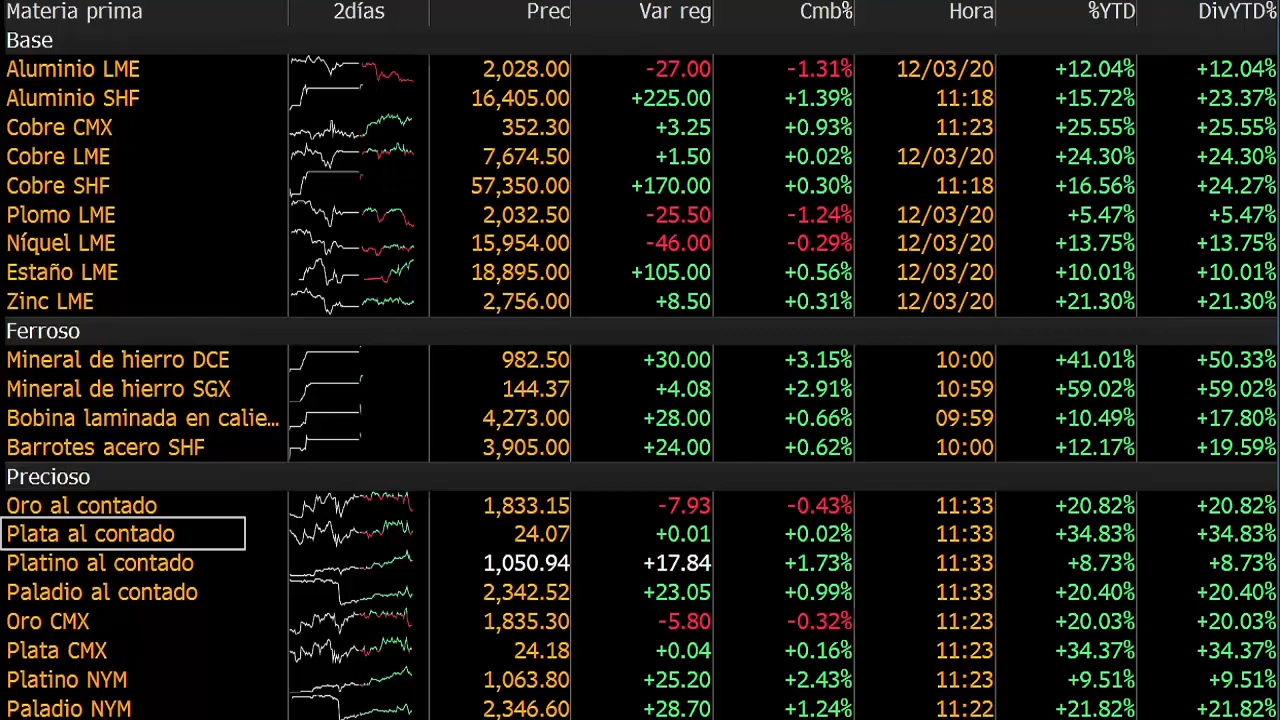 Materia prima 2días Prec Var reg Cmb% Hora %YTD DivYTD%
Base
Aluminio LME 2,028.00 -27.00 -1.31% 12/03/20 +12.04% +12.04%
Aluminio SHF 16,405.00 +225.00 +1.39% 11:18 +15.72% +23.37%
Cobre CMX 352.30 +3.25 +0.93% 11:23 +25.55% +25.55%
Cobre LME 7,674.50 +1.50 +0.02% 12/03/20 +24.30% +24.30%
Cobre SHF 57,350.00 +170.00 +0.30% 11:18 +16.56% +24.27%
Plomo LME 2,032.50 -25.50 -1.24% 12/03/20 +5.47% +5.47%
Níquel LME 15,954.00 -46.00 -0.29% 12/03/20 +13.75% +13.75%
Estaño LME 18,895.00 +105.00 +0.56% 12/03/20 +10.01% +10.01%
Zinc LME 2,756.00 +8.50 +0.31% 12/03/20 +21.30% +21.30%
Ferroso
Mineral de hierro DCE 982.50 +30.00 +3.15% 10:00 +41.01% +50.33%
Mineral de hierro SGX 144.37 +4.08 +2.91% 10:59 +59.02% +59.02%
Bobina laminada en calie... 4,273.00 +28.00 +0.66% 09:59 +10.49% +17.80%
Barrotes acero SHF 3,905.00 +24.00 +0.62% 10:00 +12.17% +19.59%
Precioso
Oro al contado 1,833.15 -7.93 -0.43% 11:33 +20.82% +20.82%
Plata al contado 24.07 +0.01 +0.02% 11:33 +34.83% +34.83%
Platino al contado 1,050.94 +17.84 +1.73% 11:33 +8.73% +8.73%
Paladio al contado 2,342.52 +23.05 +0.99% 11:33 +20.40% +20.40%
Oro CMX 1,835.30 -5.80 -0.32% 11:23 +20.03% +20.03%
Plata CMX 24.18 +0.04 +0.16% 11:23 +34.37% +34.37%
Platino NYM 1,063.80 +25.20 +2.43% 11:23 +9.51% +9.51%
Paladio NYM 2,346.60 +28.70 +1.24% 11:22 +21.82% +21.82%